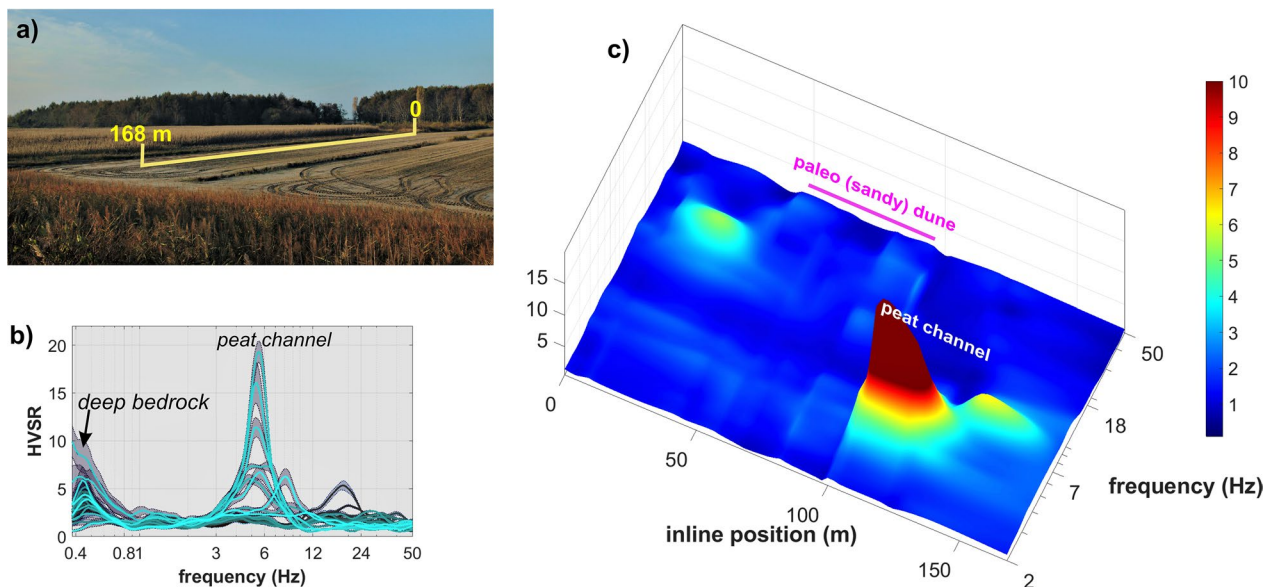 a)
168 m
0
b)
peat channel
deep bedrock
HVSR
20
15
10
5
0
0.4
0.81
3
6
12
24
50
frequency (Hz)
c)
paleo (sandy) dune
peat channel
15
10
5
0
50
100
150
inline position (m)
2
7
18
50
frequency (Hz)
10
9
8
7
6
5
4
3
2
1